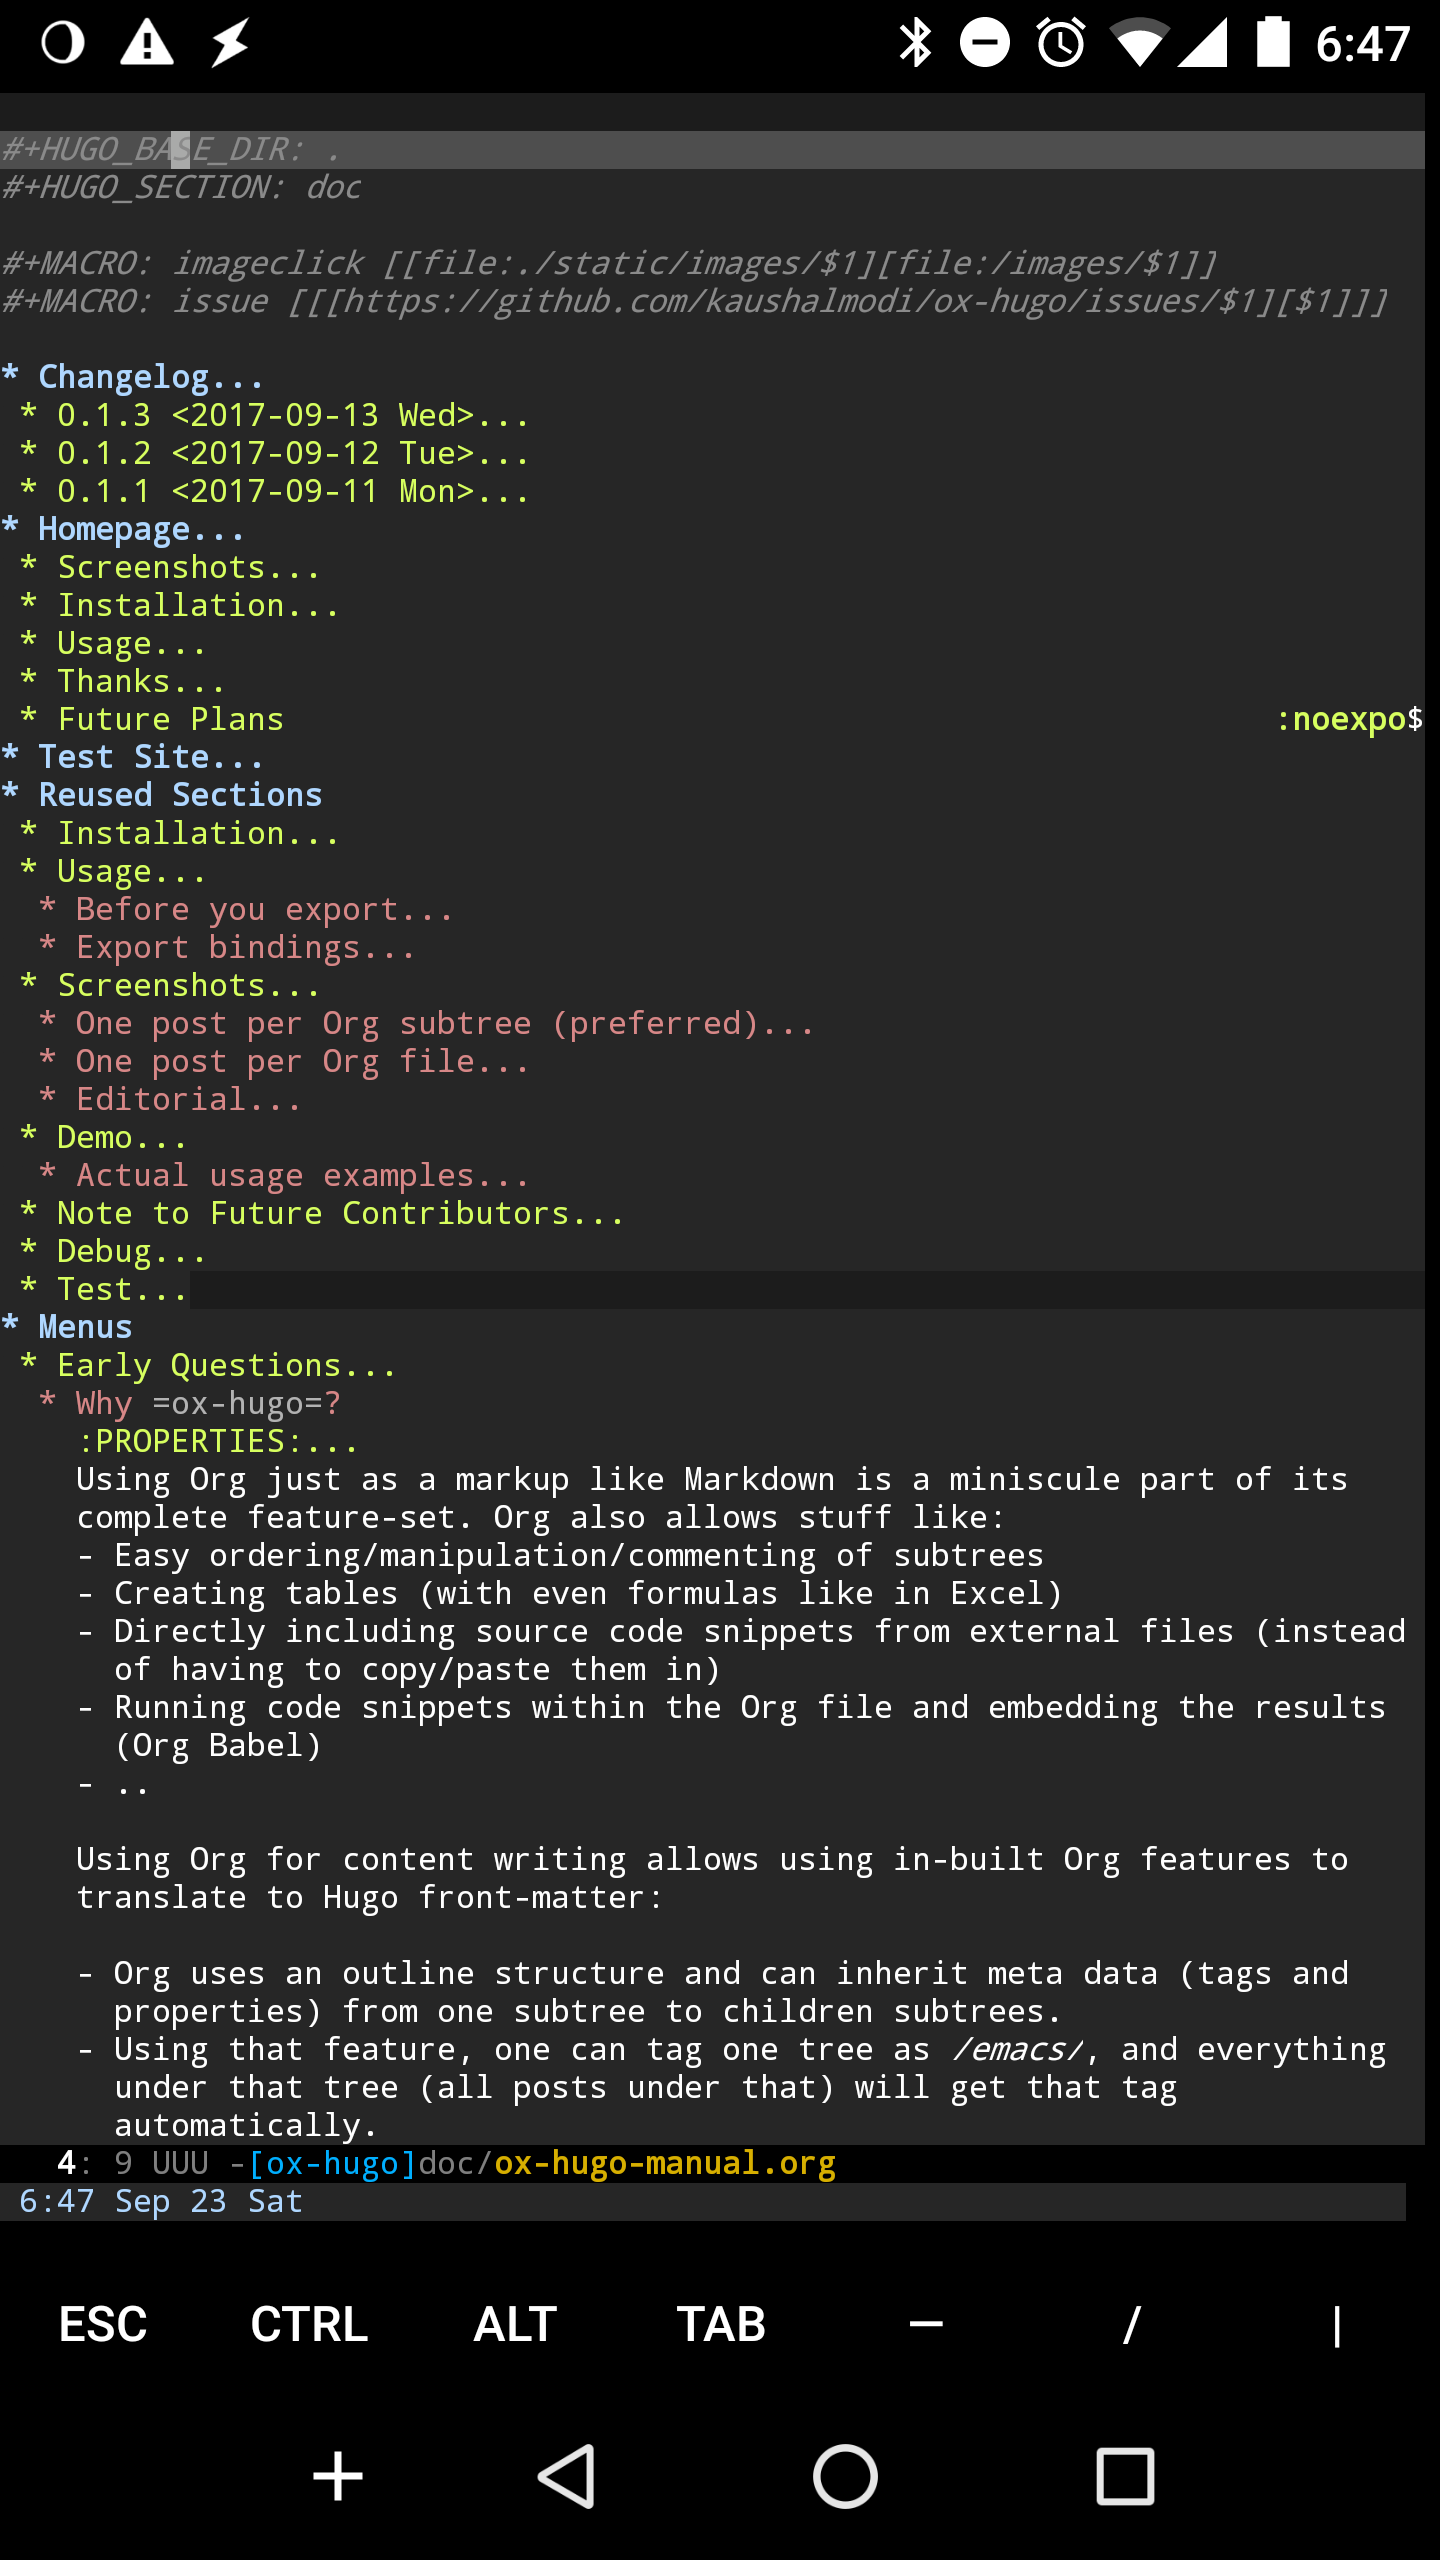 6:47
#+HUGO_BASE_DIR: .
#+HUGO_SECTION: doc
#+MACRO: imageclick [[file:./static/images/$1][file:/images/$1]]
#+MACRO: issue [[[https://github.com/kaushalmodi/ox-hugo/issues/$1][$1]]]
* Changelog...
 * 0.1.3 <2017-09-13 Wed>...
 * 0.1.2 <2017-09-12 Tue>...
 * 0.1.1 <2017-09-11 Mon>...
* Homepage...
 * Screenshots...
 * Installation...
 * Usage...
 * Thanks...
 * Future Plans :noexpo$
* Test Site...
* Reused Sections
 * Installation...
 * Usage...
  * Before you export...
  * Export bindings...
 * Screenshots...
  * One post per Org subtree (preferred)...
  * One post per Org file...
  * Editorial...
 * Demo...
  * Actual usage examples...
 * Note to Future Contributors...
 * Debug...
 * Test...
* Menus
 * Early Questions...
  * Why =ox-hugo=?
    :PROPERTIES:...
    Using Org just as a markup like Markdown is a miniscule part of its
    complete feature-set. Org also allows stuff like:
    - Easy ordering/manipulation/commenting of subtrees
    - Creating tables (with even formulas like in Excel)
    - Directly including source code snippets from external files (instead
      of having to copy/paste them in)
    - Running code snippets within the Org file and embedding the results
      (Org Babel)
    - ..
    Using Org for content writing allows using in-built Org features to
    translate to Hugo front-matter:
    - Org uses an outline structure and can inherit meta data (tags and
      properties) from one subtree to children subtrees.
    - Using that feature, one can tag one tree as /emacs/, and everything
      under that tree (all posts under that) will get that tag
      automatically.
   4: 9 UUU -[ox-hugo]doc/ox-hugo-manual.org
 6:47 Sep 23 Sat
ESC CTRL ALT TAB — / |